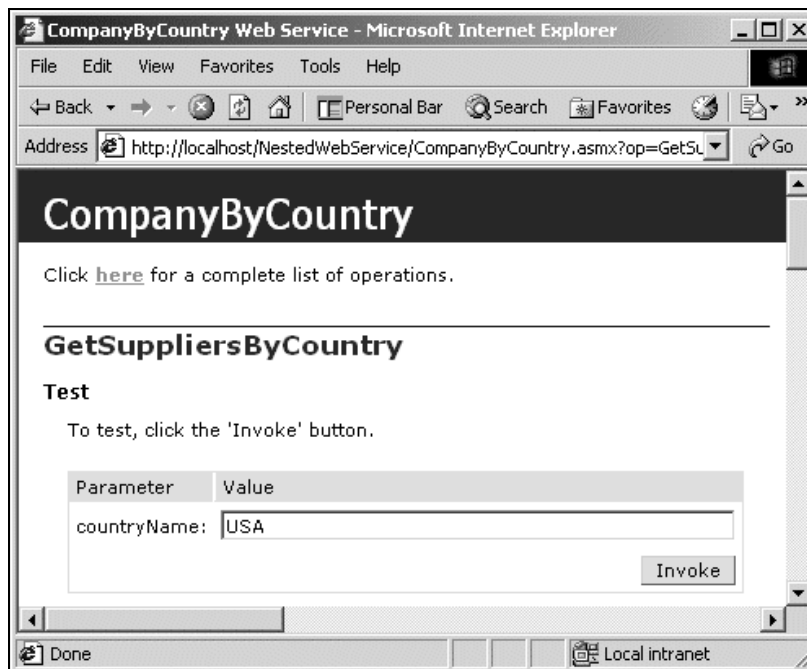 CompanyByCountry Web Service - Microsoft Internet Explorer
File Edit View Favorites Tools Help
Back Personal Bar Search Favorites »
Address http://localhost/NestedWebService/CompanyByCountry.asmx?op=GetSu Go
CompanyByCountry
Click here for a complete list of operations.
GetSuppliersByCountry
Test
To test, click the 'Invoke' button.
Parameter Value
countryName: USA
Invoke
Done Local intranet